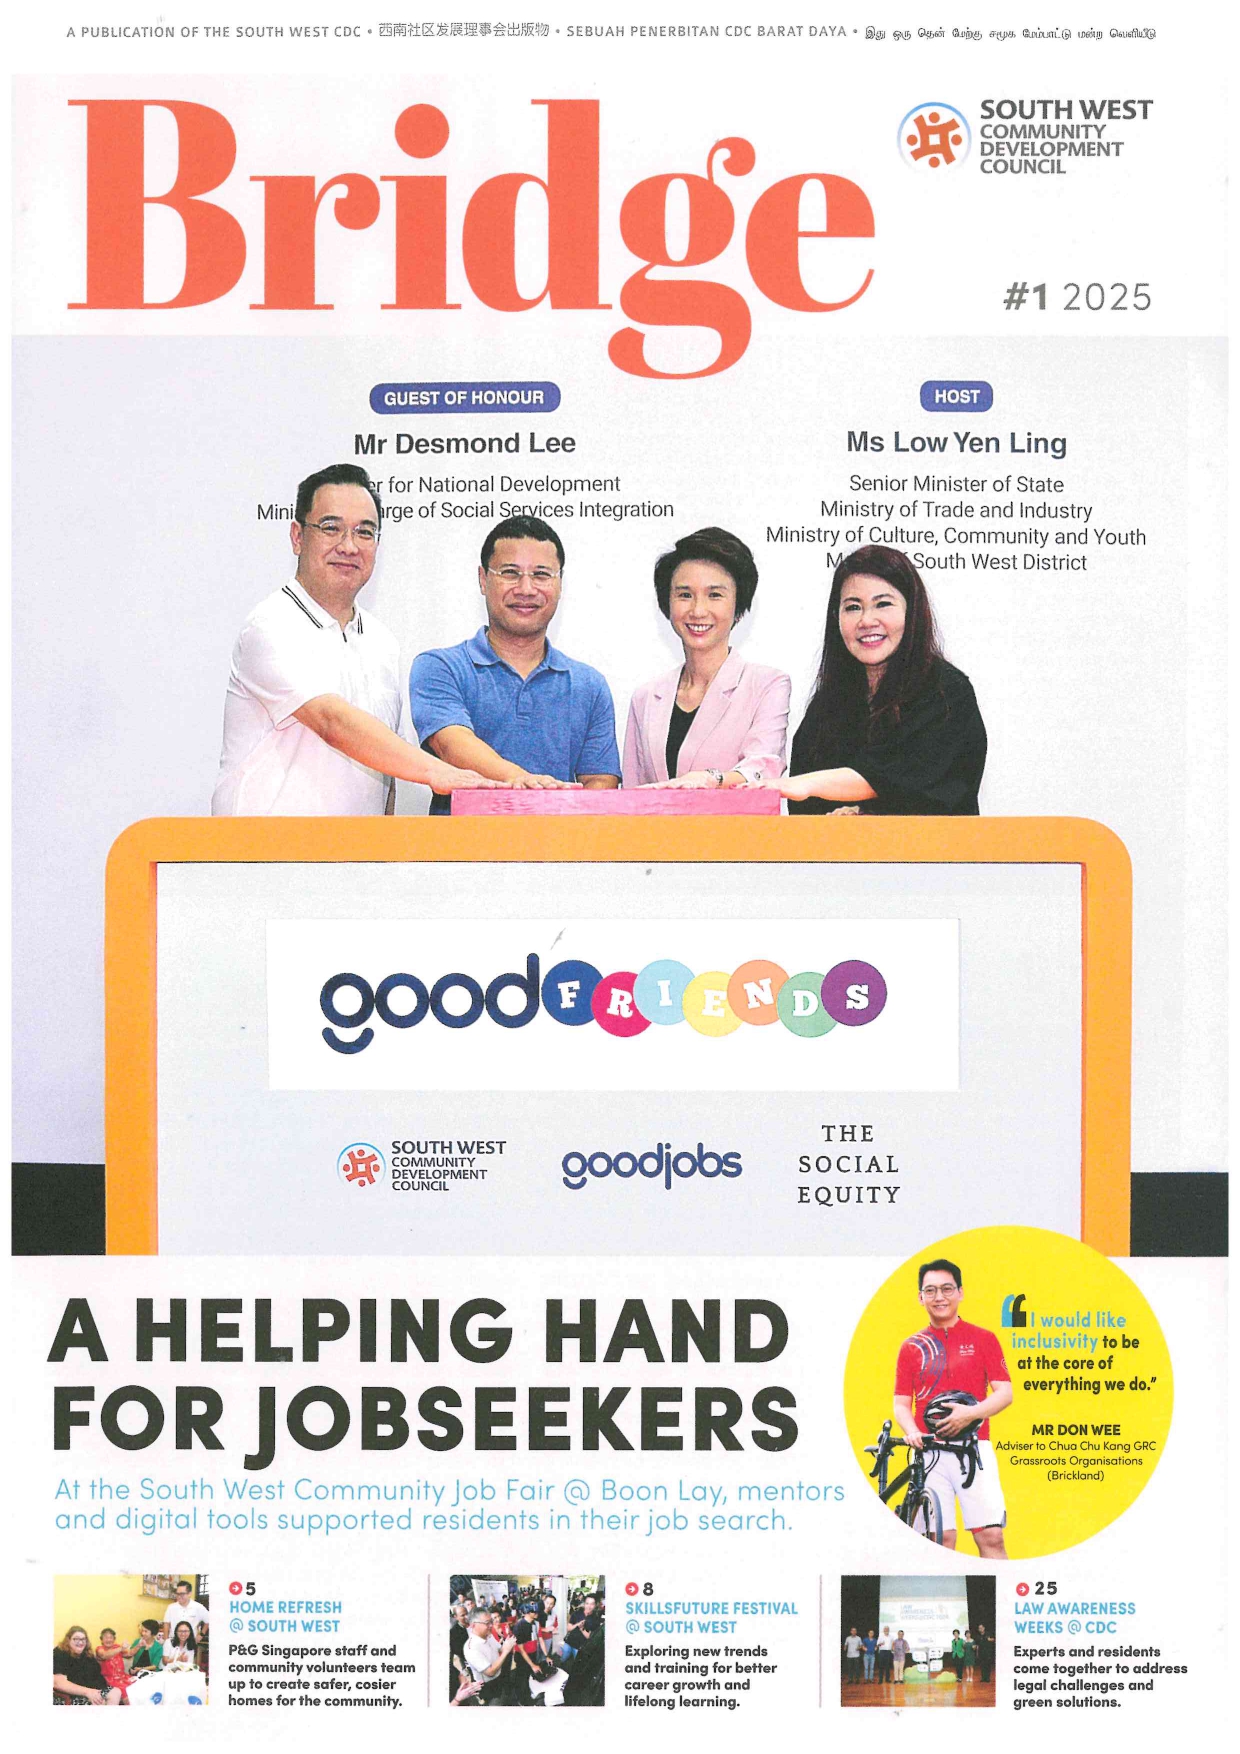 A PUBLICATION OF THE SOUTH WEST CDC • 西南社区发展理事会出版物 • SEBUAH PENERBITAN CDC BARAT DAYA • இது ஒரு தென் மேற்கு சமூக மேம்பாட்டு மன்ற வெளியீடு
Bridge
SOUTH WEST
COMMUNITY
DEVELOPMENT
COUNCIL
#1 2025
GUEST OF HONOUR
Mr Desmond Lee
er for National Development
Mini rge of Social Services Integration
HOST
Ms Low Yen Ling
Senior Minister of State
Ministry of Trade and Industry
Ministry of Culture, Community and Youth
M South West District
goodFRIENDS
SOUTH WEST
COMMUNITY
DEVELOPMENT
COUNCIL
goodjobs
THE
SOCIAL
EQUITY
A HELPING HAND
FOR JOBSEEKERS
At the South West Community Job Fair @ Boon Lay, mentors
and digital tools supported residents in their job search.
“I would like
inclusivity to be
at the core of
everything we do.”
MR DON WEE
Adviser to Chua Chu Kang GRC
Grassroots Organisations
(Brickland)
5
HOME REFRESH
@ SOUTH WEST
P&G Singapore staff and
community volunteers team
up to create safer, cosier
homes for the community.
8
SKILLSFUTURE FESTIVAL
@ SOUTH WEST
Exploring new trends
and training for better
career growth and
lifelong learning.
25
LAW AWARENESS
WEEKS @ CDC
Experts and residents
come together to address
legal challenges and
green solutions.